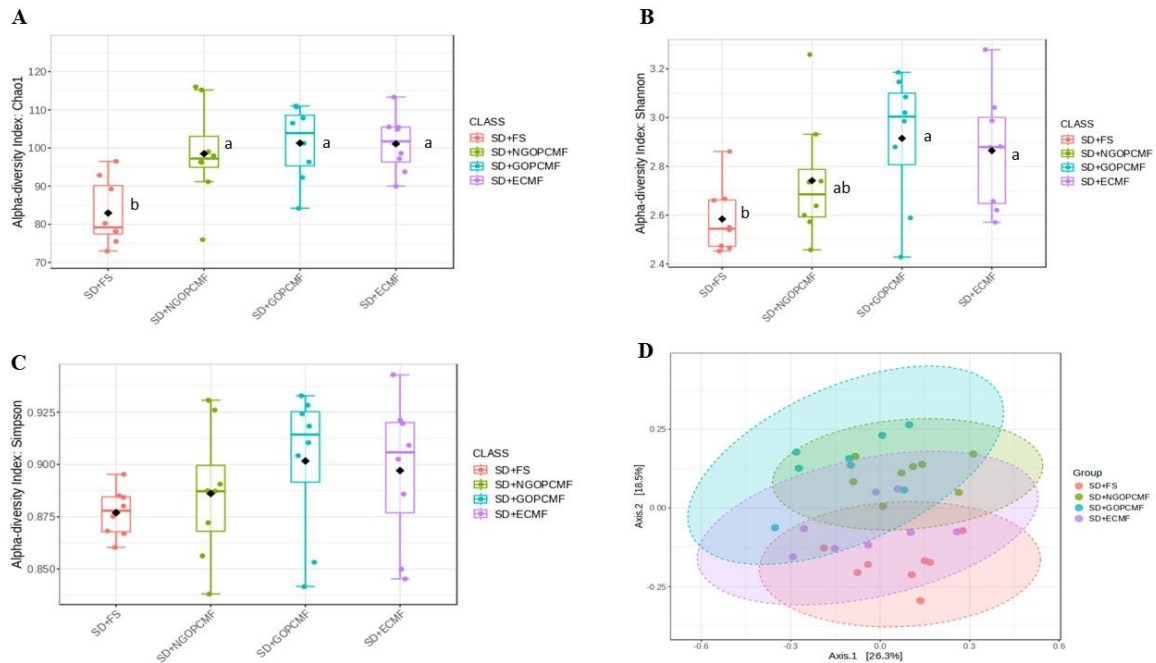 A
Alpha-diversity Index: Chao1
120
110
100
90
80
70
b
a
a
a
SD+FS
SD+NGOPCMF
SD+GOPCMF
SD+ECMF
CLASS
SD+FS
SD+NGOPCMF
SD+GOPCMF
SD+ECMF
B
Alpha-diversity Index: Shannon
3.2
3.0
2.8
2.6
2.4
b
ab
a
a
SD+FS
SD+NGOPCMF
SD+GOPCMF
SD+ECMF
CLASS
SD+FS
SD+NGOPCMF
SD+GOPCMF
SD+ECMF
C
Alpha-diversity Index: Simpson
0.925
0.900
0.875
0.850
SD+FS
SD+NGOPCMF
SD+GOPCMF
SD+ECMF
CLASS
SD+FS
SD+NGOPCMF
SD+GOPCMF
SD+ECMF
D
Axis.2 [18.5%]
0.25
0.00
-0.25
-0.6
-0.3
0.0
0.3
0.6
Axis.1 [26.3%]
Group
SD+FS
SD+NGOPCMF
SD+GOPCMF
SD+ECMF